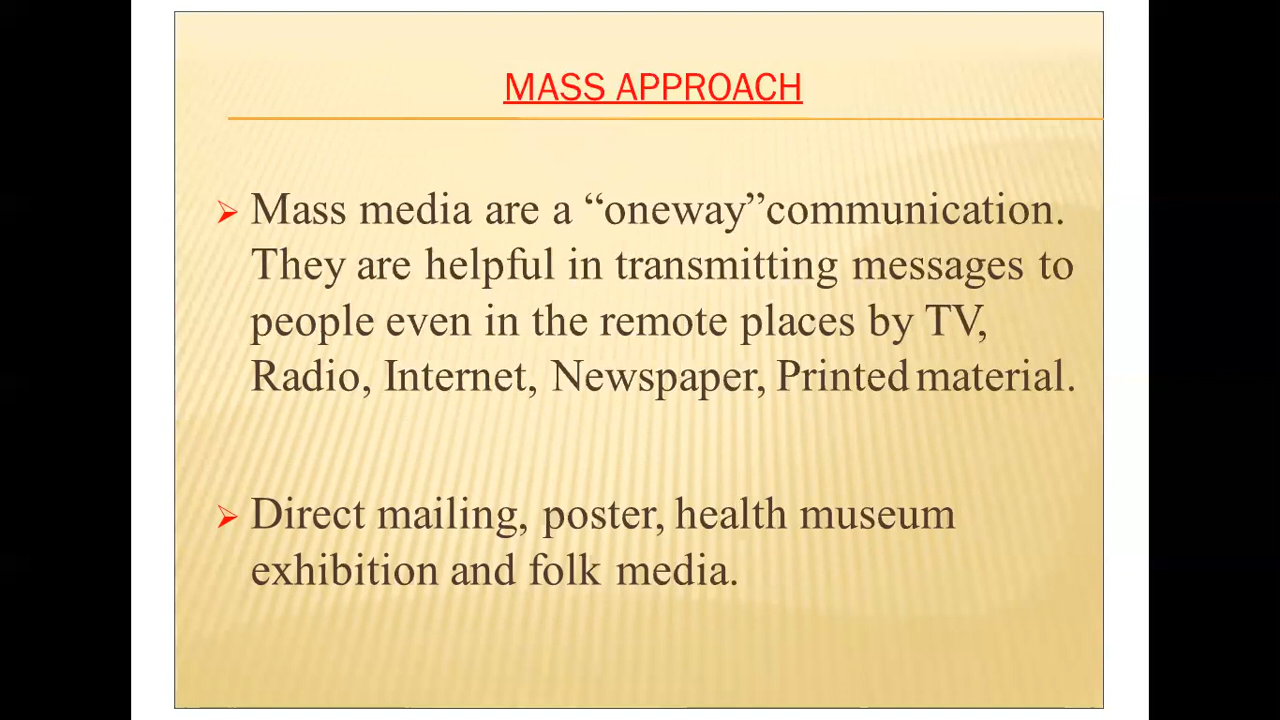 MASS APPROACH
Mass media are a “oneway”communication.
They are helpful in transmitting messages to
people even in the remote places by TV,
Radio, Internet, Newspaper, Printed material.
Direct mailing, poster, health museum
exhibition and folk media.